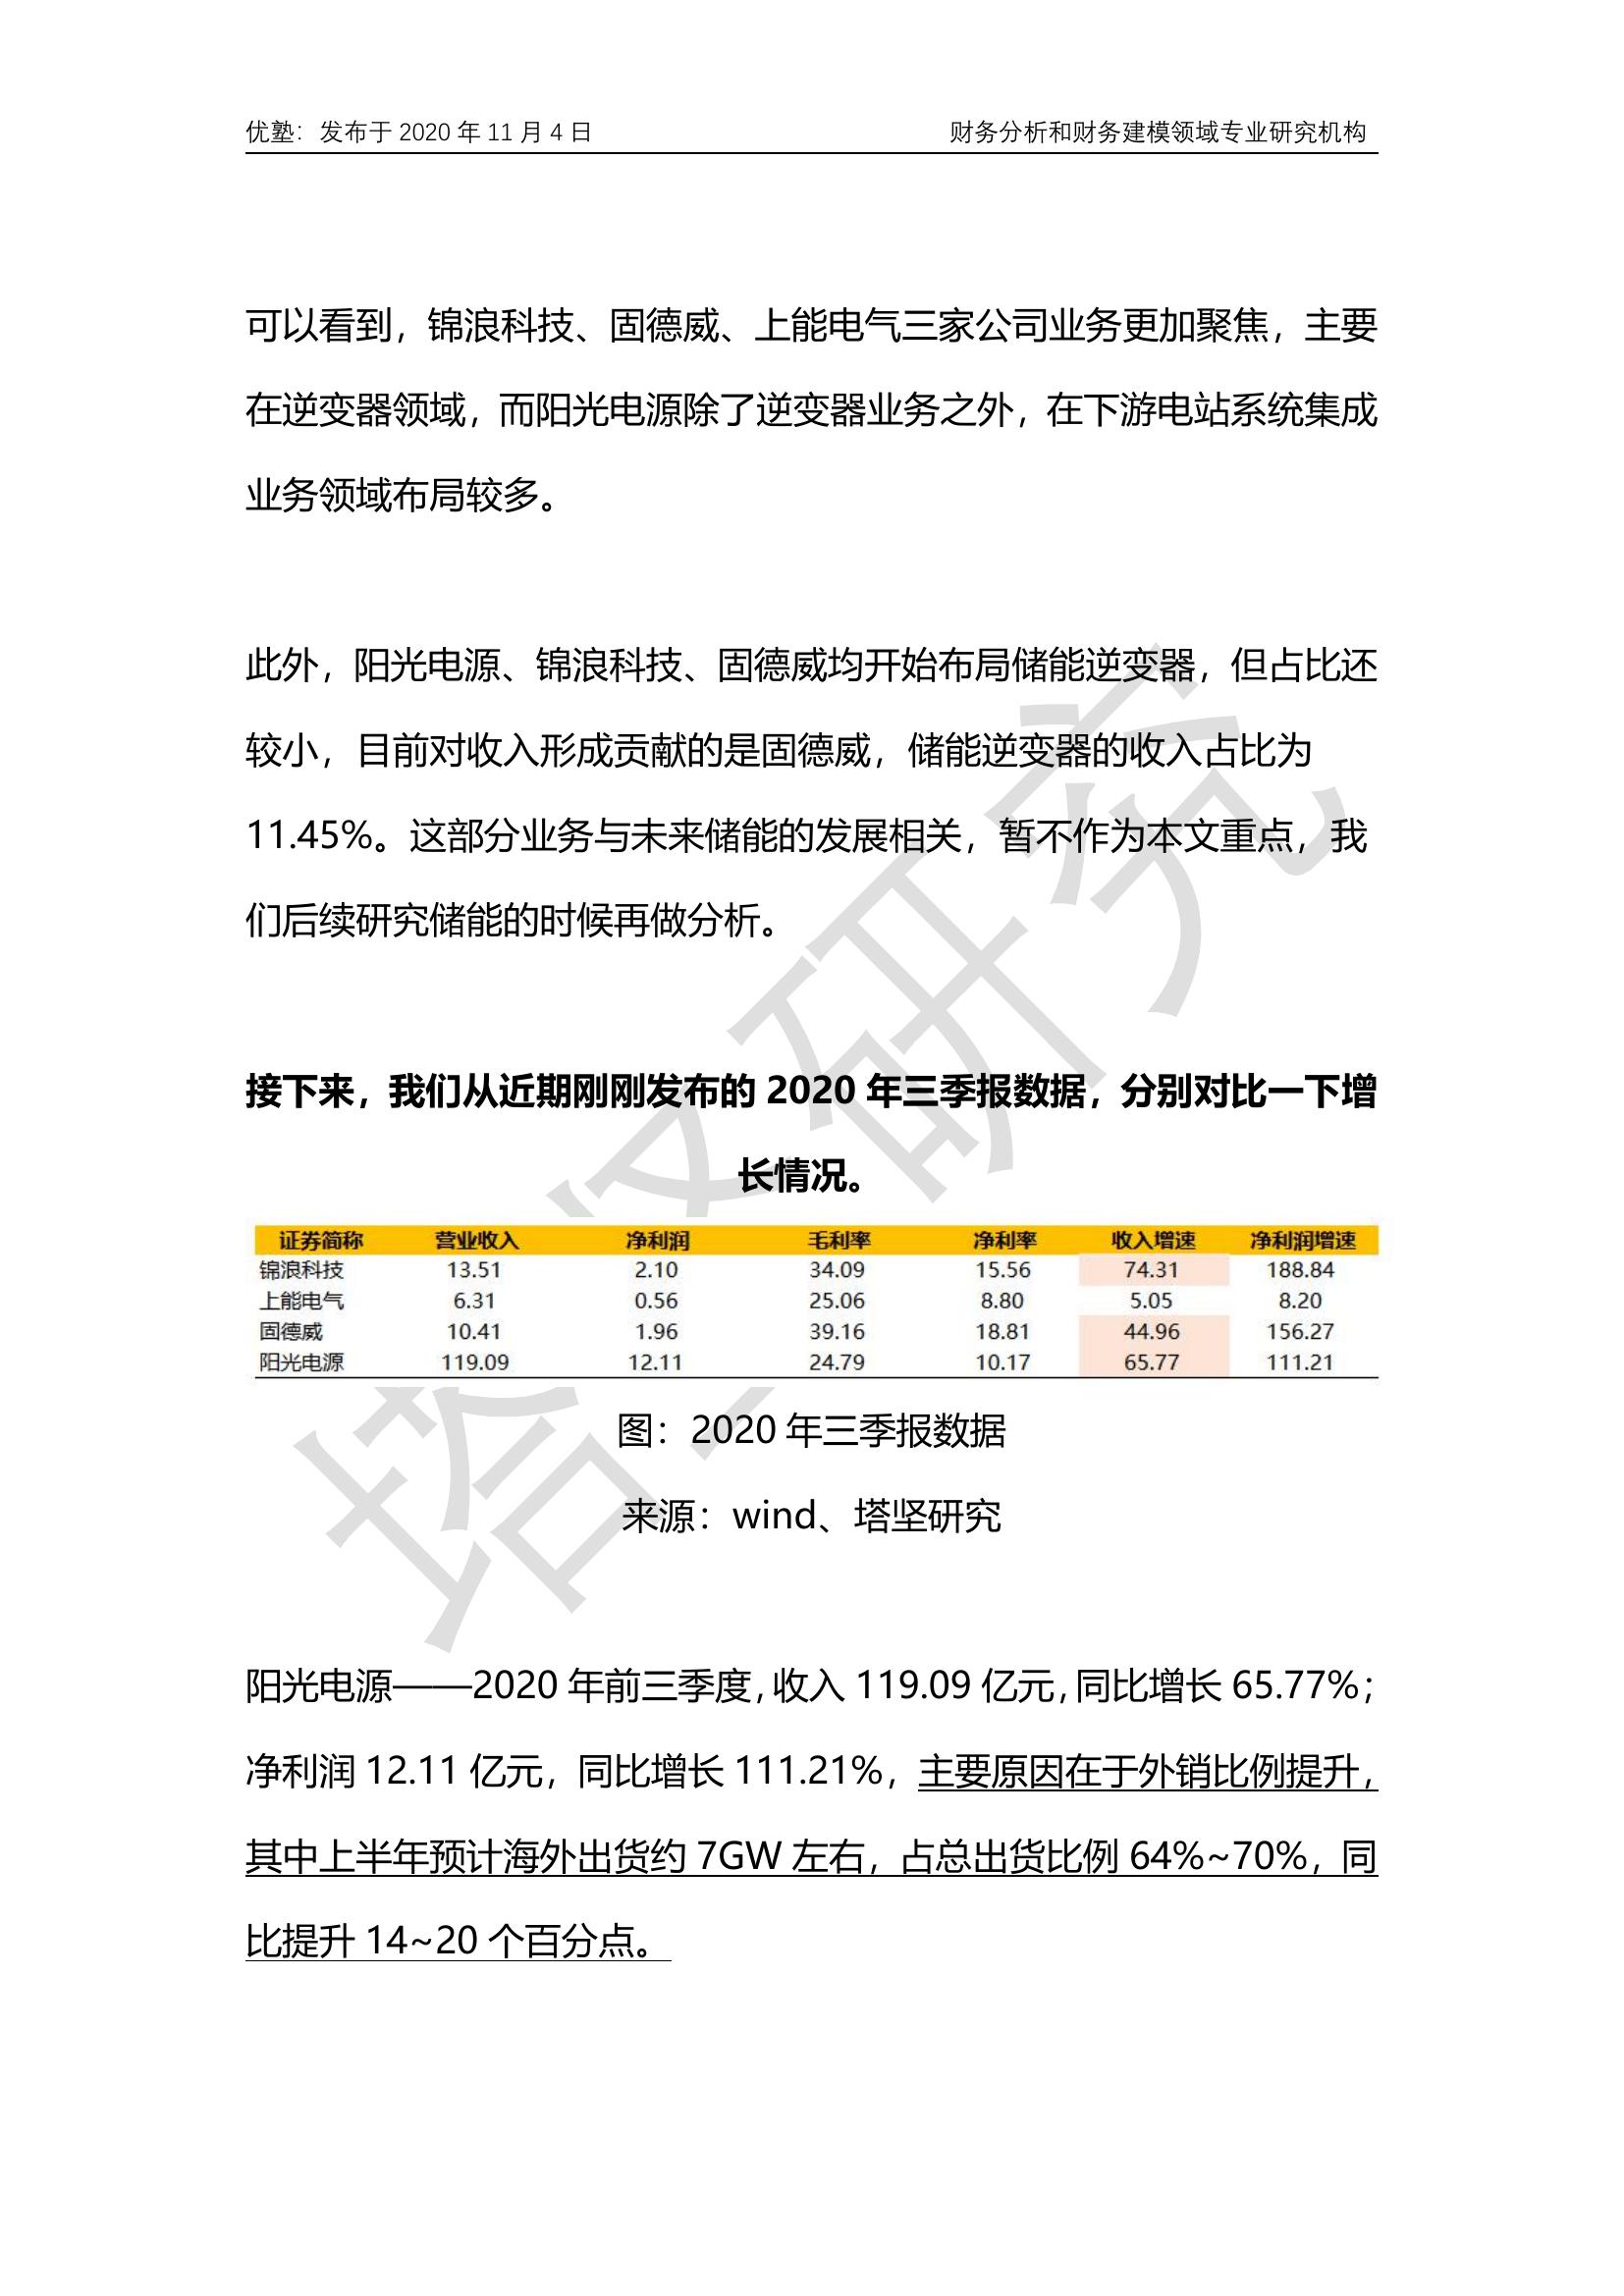 优塾：发布于 2020 年 11 月 4 日 财务分析和财务建模领域专业研究机构
可以看到，锦浪科技、固德威、上能电气三家公司业务更加聚焦，主要
在逆变器领域，而阳光电源除了逆变器业务之外，在下游电站系统集成
业务领域布局较多。
此外，阳光电源、锦浪科技、固德威均开始布局储能逆变器，但占比还
较小，目前对收入形成贡献的是固德威，储能逆变器的收入占比为
11.45%。这部分业务与未来储能的发展相关，暂不作为本文重点，我
们后续研究储能的时候再做分析。
接下来，我们从近期刚刚发布的 2020 年三季报数据，分别对比一下增
长情况。
证券简称 营业收入 净利润 毛利率 净利率 收入增速 净利润增速
锦浪科技 13.51 2.10 34.09 15.56 74.31 188.84
上能电气 6.31 0.56 25.06 8.80 5.05 8.20
固德威 10.41 1.96 39.16 18.81 44.96 156.27
阳光电源 119.09 12.11 24.79 10.17 65.77 111.21
图：2020 年三季报数据
来源：wind、塔坚研究
阳光电源——2020 年前三季度，收入 119.09 亿元，同比增长 65.77%；
净利润 12.11 亿元，同比增长 111.21%，主要原因在于外销比例提升，
其中上半年预计海外出货约 7GW 左右，占总出货比例 64%~70%，同
比提升 14~20 个百分点。
塔坚研究